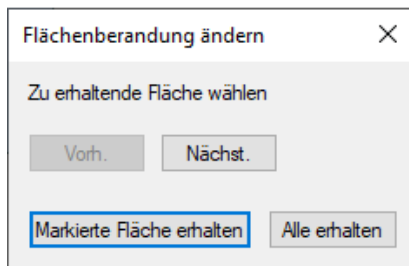 Flächenberandung ändern
Zu erhaltende Fläche wählen
Vorh. Nächst.
Markierte Fläche erhalten Alle erhalten